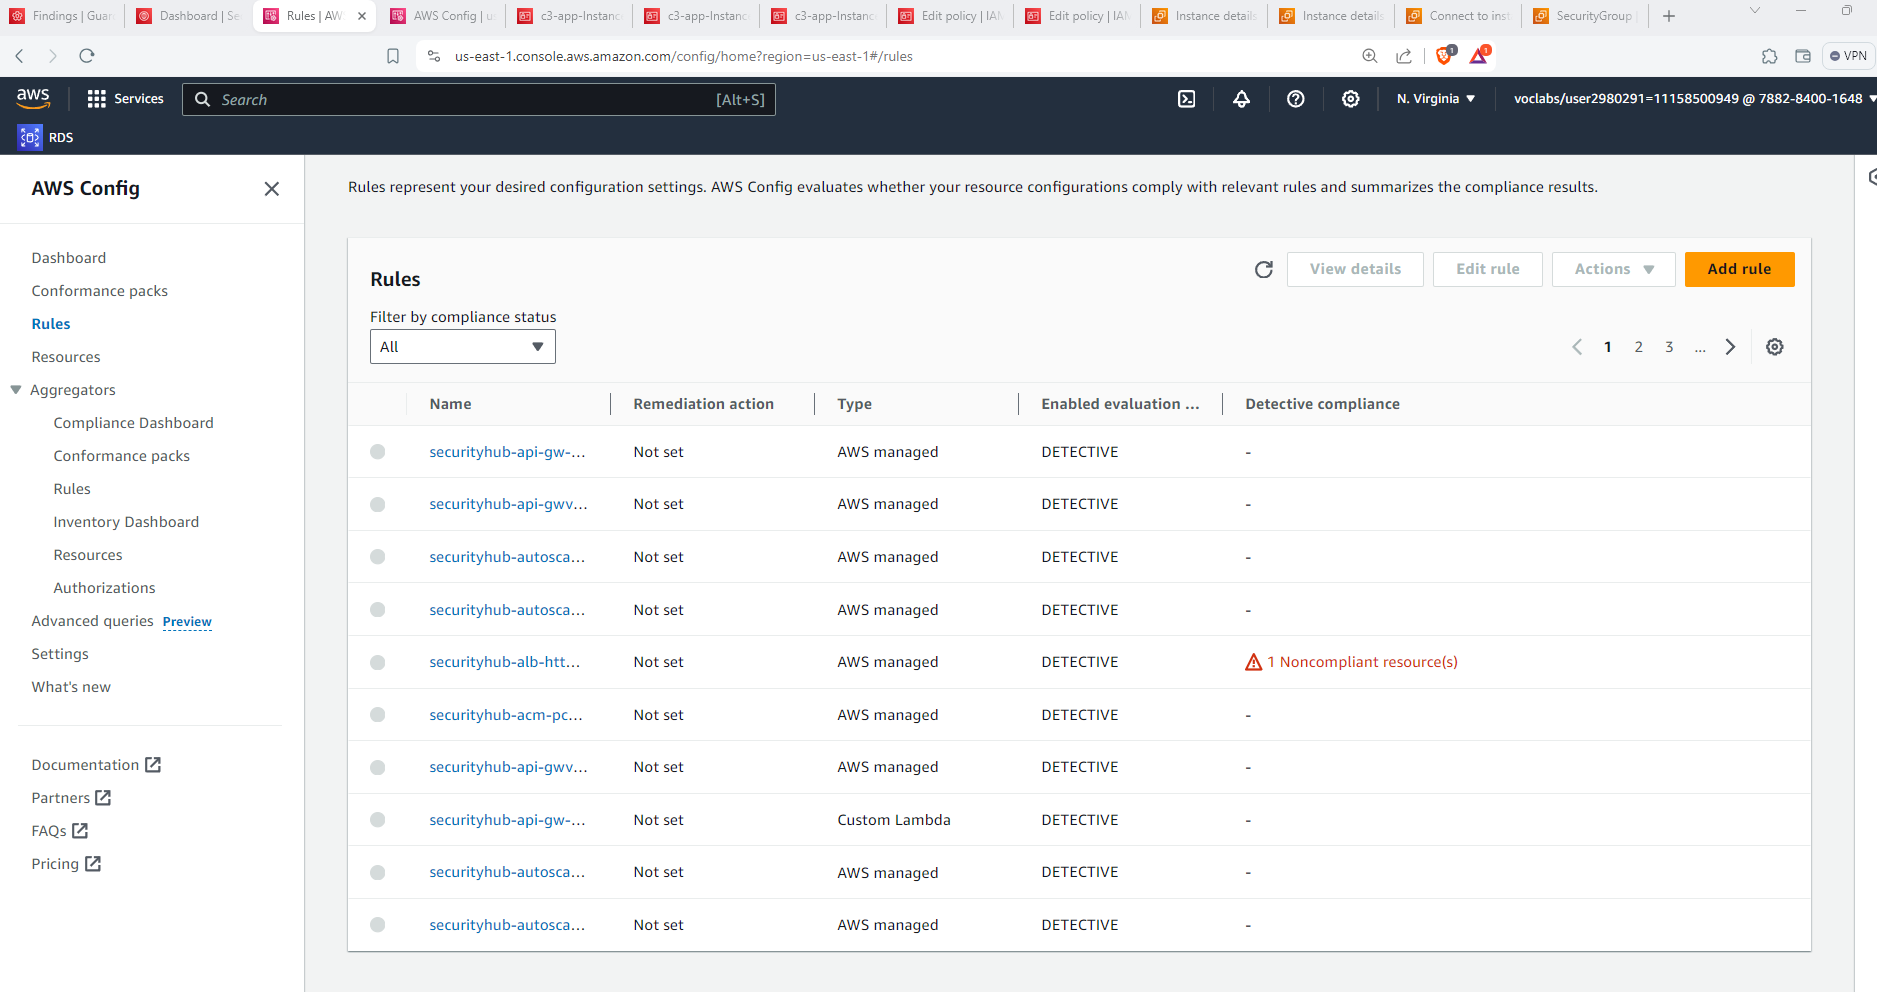 Findings | Guar
Dashboard | Se
Rules | AW
AWS Config | u
c3-app-Instanc
c3-app-Instanc
c3-app-Instanc
Edit policy | IAM
Edit policy | IAM
Instance details
Instance details
Connect to inst
SecurityGroup |
us-east-1.console.aws.amazon.com/config/home?region=us-east-1#/rules
1
1
VPN
aws
Services
Search
[Alt+S]
N. Virginia
voclabs/user2980291=11158500949 @ 7882-8400-1648
RDS
AWS Config
Dashboard
Conformance packs
Rules
Resources
Aggregators
Compliance Dashboard
Conformance packs
Rules
Inventory Dashboard
Resources
Authorizations
Advanced queries Preview
Settings
What's new
Documentation
Partners
FAQs
Pricing
Rules represent your desired configuration settings. AWS Config evaluates whether your resource configurations comply with relevant rules and summarizes the compliance results.
Rules
View details
Edit rule
Actions
Add rule
Filter by compliance status
All
1 2 3 ...
Name Remediation action Type Enabled evaluation ... Detective compliance
securityhub-api-gw-... Not set AWS managed DETECTIVE -
securityhub-api-gwv... Not set AWS managed DETECTIVE -
securityhub-autosca... Not set AWS managed DETECTIVE -
securityhub-autosca... Not set AWS managed DETECTIVE -
securityhub-alb-htt... Not set AWS managed DETECTIVE 1 Noncompliant resource(s)
securityhub-acm-pc... Not set AWS managed DETECTIVE -
securityhub-api-gwv... Not set AWS managed DETECTIVE -
securityhub-api-gw-... Not set Custom Lambda DETECTIVE -
securityhub-autosca... Not set AWS managed DETECTIVE -
securityhub-autosca... Not set AWS managed DETECTIVE -